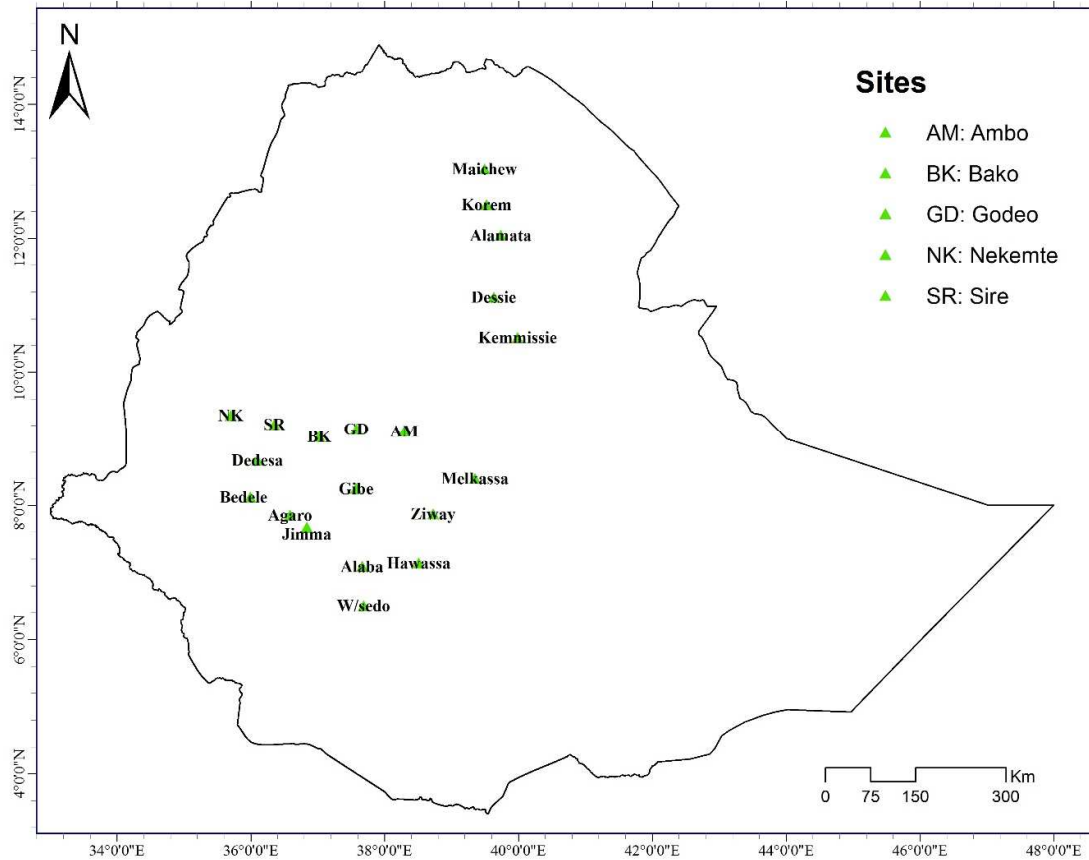 N
Sites
AM: Ambo
BK: Bako
GD: Godeo
NK: Nekemte
SR: Sire
Maichew
Korem
Alamata
Dessie
Kemmissie
NK
SR
BK
GD
AM
Dedesa
Melkassa
Bedele
Gibe
Agaro
Ziway
Jimma
Alaba
Hawassa
W/sedo
Km
0 75 150 300
14°0'0"N
12°0'0"N
10°0'0"N
8°0'0"N
6°0'0"N
4°0'0"N
34°0'0"E 36°0'0"E 38°0'0"E 40°0'0"E 42°0'0"E 44°0'0"E 46°0'0"E 48°0'0"E